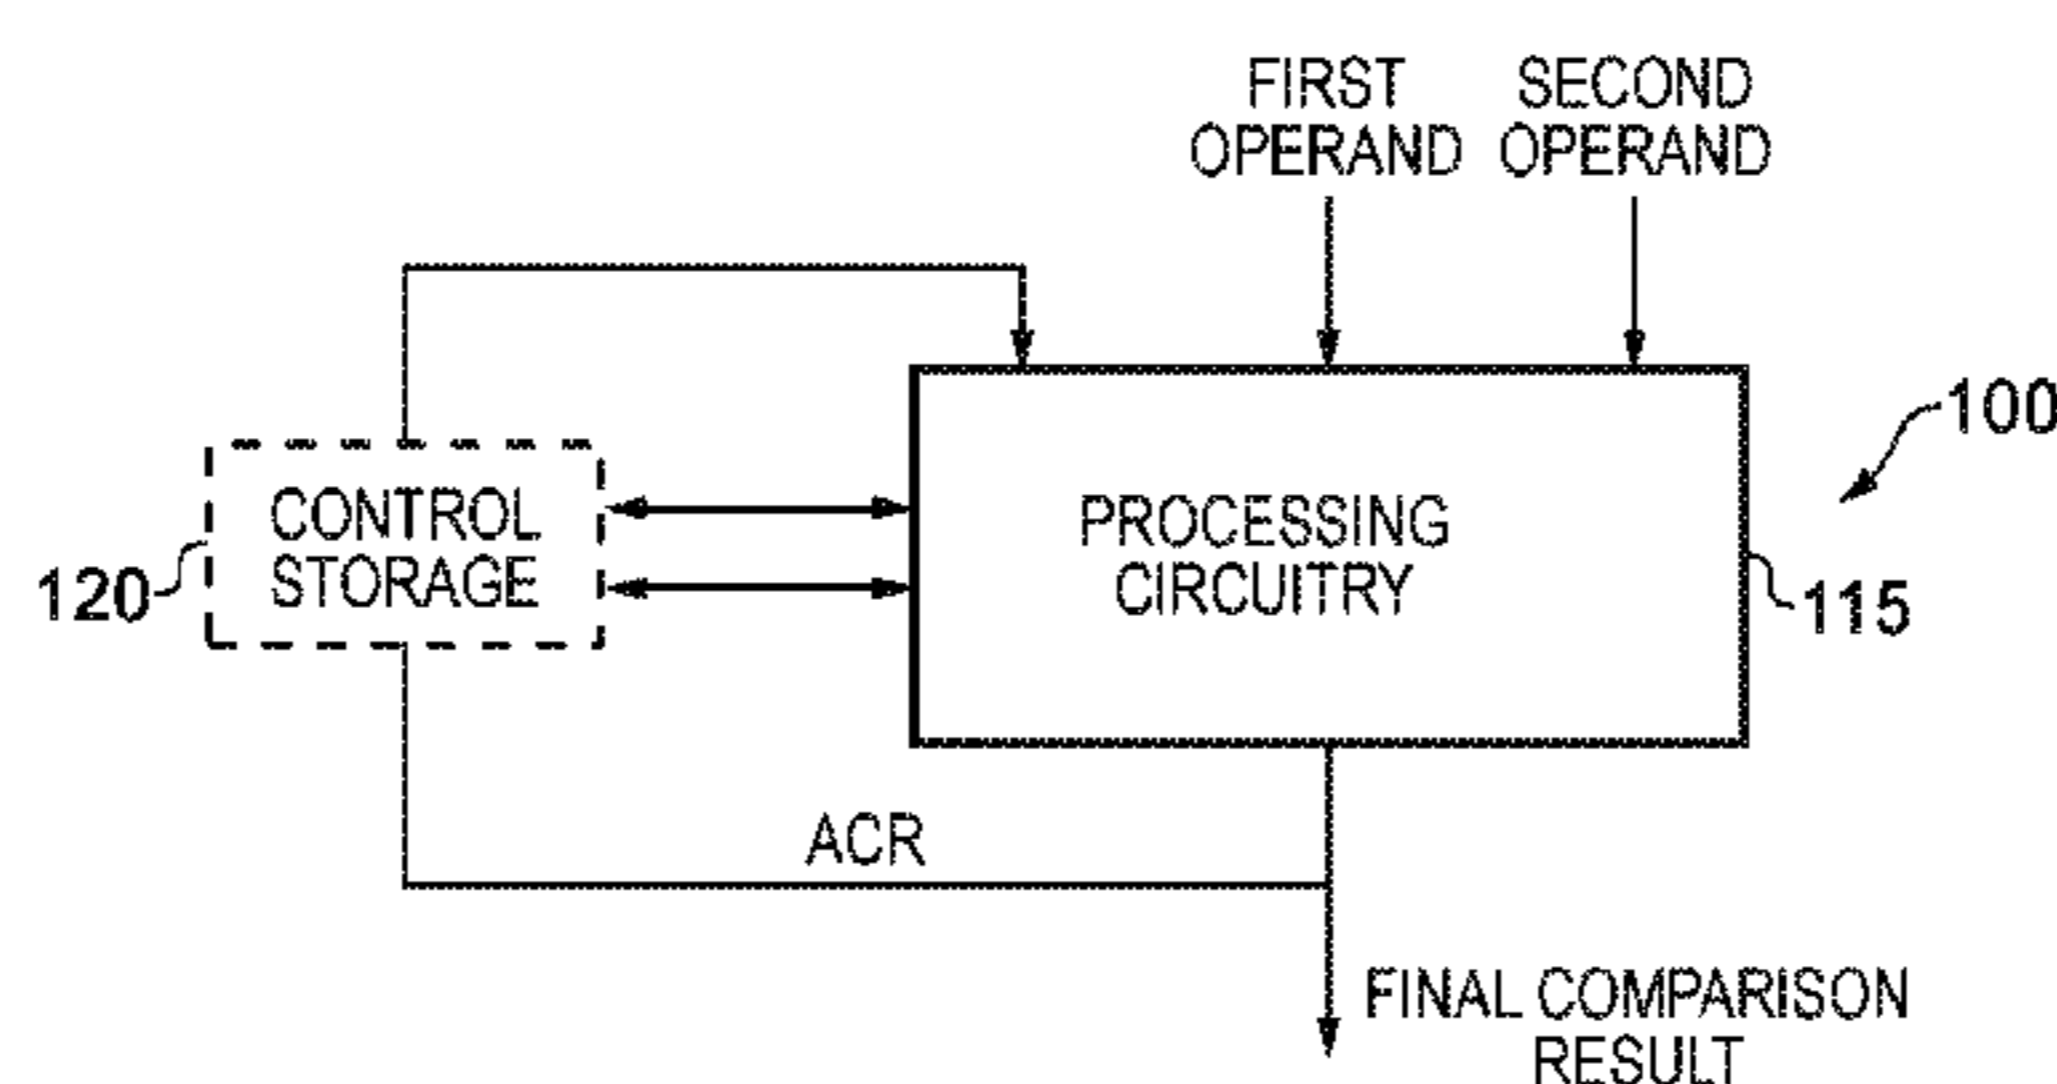 FIRST
OPERAND
SECOND
OPERAND
100
CONTROL
STORAGE
120
PROCESSING
CIRCUITRY
115
ACR
FINAL COMPARISON
RESULT